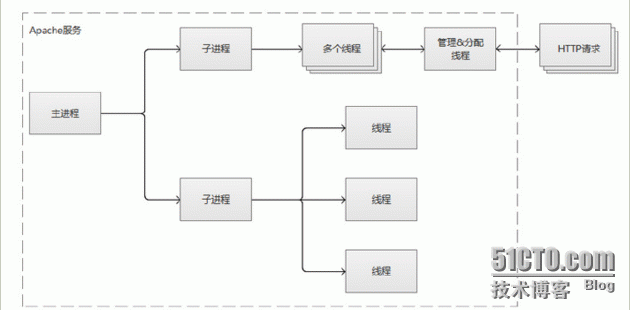 Apache服务
子进程
多个线程
管理&分配
线程
HTTP请求
主进程
线程
子进程
线程
线程
51CTO.com
技术博客 Blog